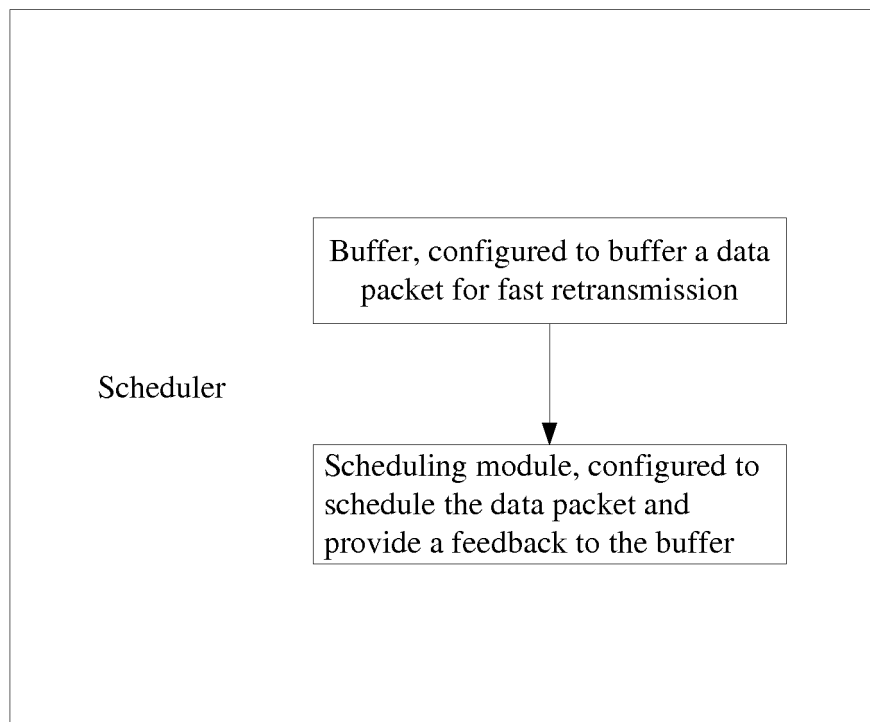 Buffer, configured to buffer a data
packet for fast retransmission
Scheduler
Scheduling module, configured to
schedule the data packet and
provide a feedback to the buffer